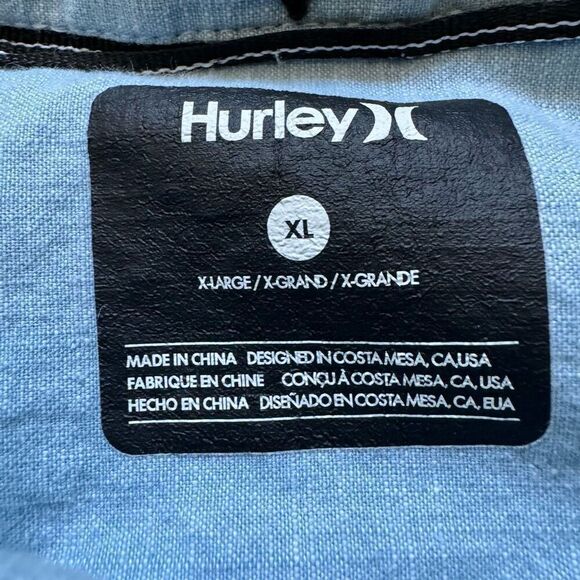 Hurley
XL
X-LARGE / X-GRAND / X-GRANDE
MADE IN CHINA DESIGNED IN COSTA MESA, CA, USA
FABRIQUE EN CHINE CONÇU À COSTA MESA, CA, USA
HECHO EN CHINA DISEÑADO EN COSTA MESA, CA, EUA